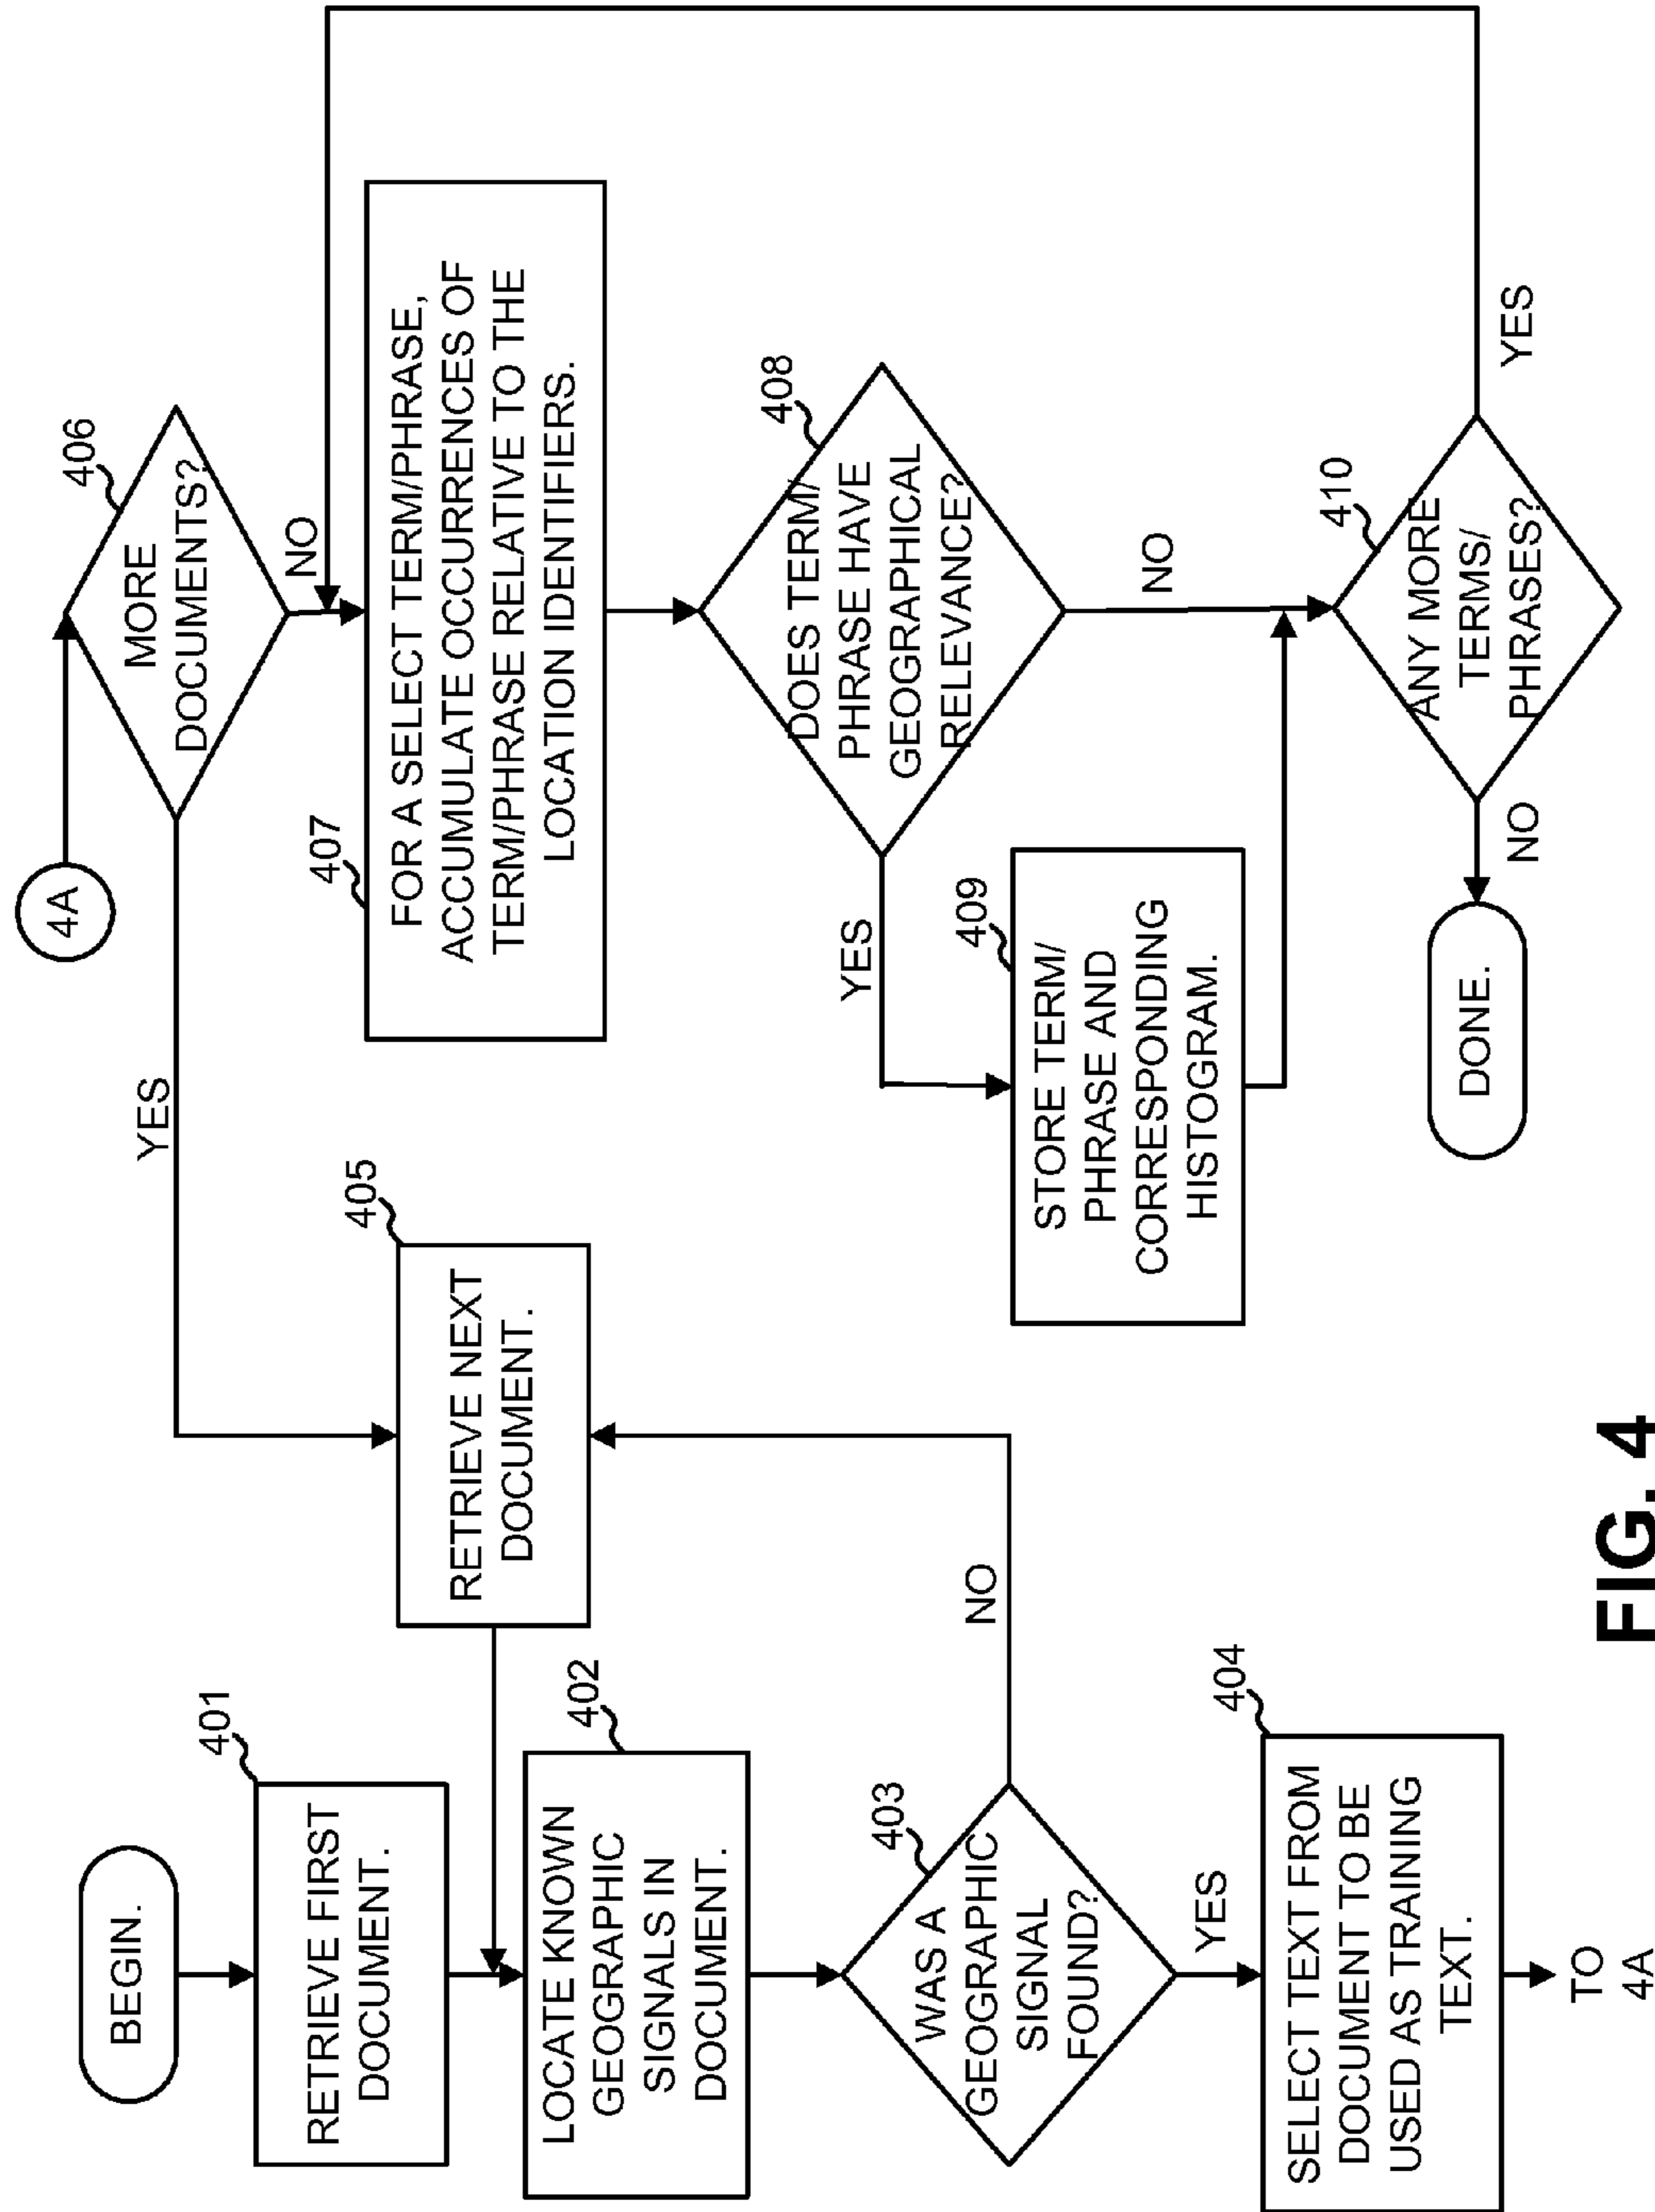 BEGIN.
401
RETRIEVE FIRST
DOCUMENT.
402
LOCATE KNOWN
GEOGRAPHIC
SIGNALS IN
DOCUMENT.
403
WAS A
GEOGRAPHIC
SIGNAL
FOUND?
NO
YES
404
SELECT TEXT FROM
DOCUMENT TO BE
USED AS TRAINING
TEXT.
TO
4A
405
RETRIEVE NEXT
DOCUMENT.
4A
406
MORE
DOCUMENTS?
YES
NO
407
FOR A SELECT TERM/PHRASE,
ACCUMULATE OCCURRENCES OF
TERM/PHRASE RELATIVE TO THE
LOCATION IDENTIFIERS.
408
DOES TERM/
PHRASE HAVE
GEOGRAPHICAL
RELEVANCE?
YES
NO
409
STORE TERM/
PHRASE AND
CORRESPONDING
HISTOGRAM.
410
ANY MORE
TERMS/
PHRASES?
YES
NO
DONE.
FIG. 4